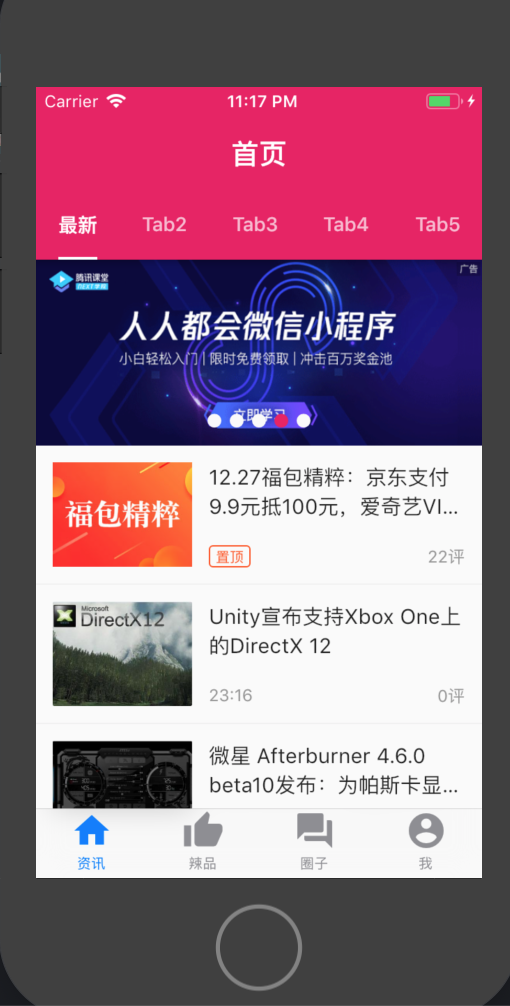 Carrier
11:17 PM
首页
最新
Tab2
Tab3
Tab4
Tab5
腾讯课堂
NEXT学院
广告
人人都会微信小程序
小白轻松入门 | 限时免费领取 | 冲击百万奖金池
立即学习
福包精粹
12.27福包精粹：京东支付
9.9元抵100元，爱奇艺VI...
置顶
22评
Microsoft
DirectX12
Unity宣布支持Xbox One上
的DirectX 12
23:16
0评
微星 Afterburner 4.6.0
beta10发布：为帕斯卡显...
资讯
辣品
圈子
我